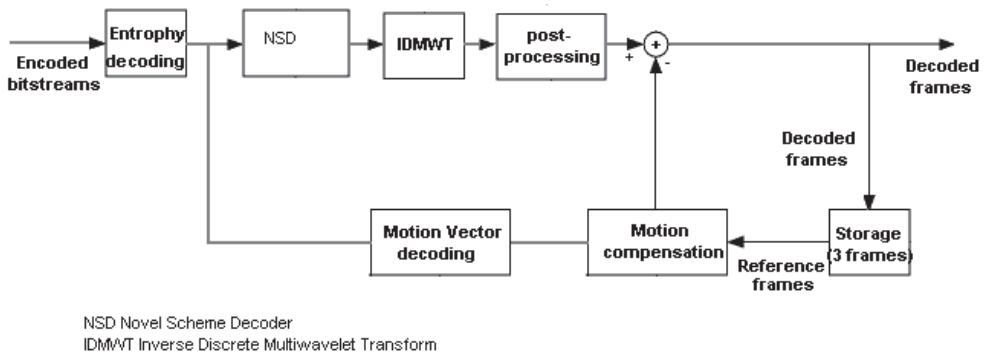 Entrophy
decoding
NSD
IDMWT
post-
processing
+
+
-
Encoded
bitstreams
Decoded
frames
Decoded
frames
Motion Vector
decoding
Motion
compensation
Storage
(3 frames)
Reference
frames
NSD Novel Scheme Decoder
IDMWT Inverse Discrete Multiwavelet Transform